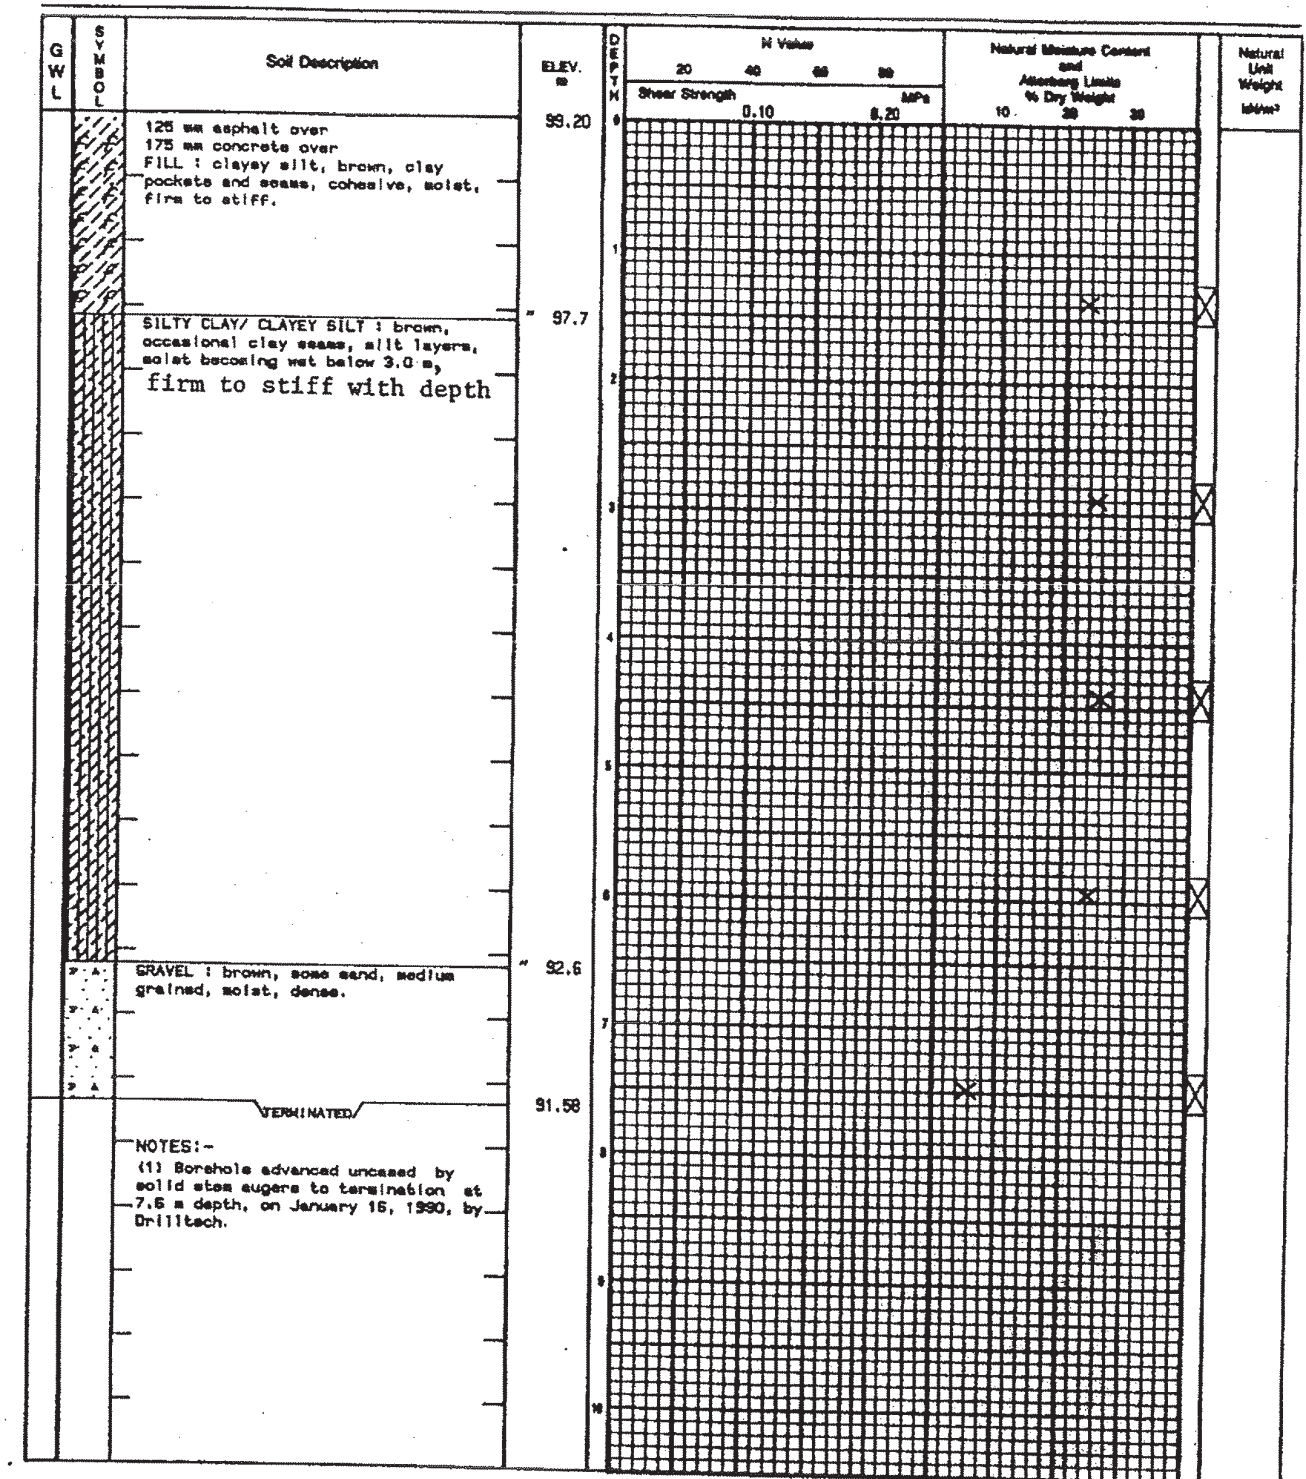 GWL
SYMBOL
Soil Description
ELEV.
m
DEPTH
N Value
20 40 60 80
Shear Strength MPa
0.10 0.20
Natural Moisture Content
and
Atterberg Limits
% Dry Weight
10 20 30
Natural
Unit
Weight
kN/m³
125 mm asphalt over
175 mm concrete over
FILL : clayey silt, brown, clay
pockets and seams, cohesive, moist,
firm to stiff.
99.20
0
1
SILTY CLAY/ CLAYEY SILT : brown,
occasional clay seams, silt layers,
moist becoming wet below 3.0 m,
firm to stiff with depth
" 97.7
2
3
4
5
6
GRAVEL : brown, some sand, medium
grained, moist, dense.
" 92.6
7
TERMINATED
91.58
NOTES:-
(1) Borehole advanced uncased by
solid stem augers to termination at
7.6 m depth, on January 16, 1990, by
Drilltech.
8
9
10